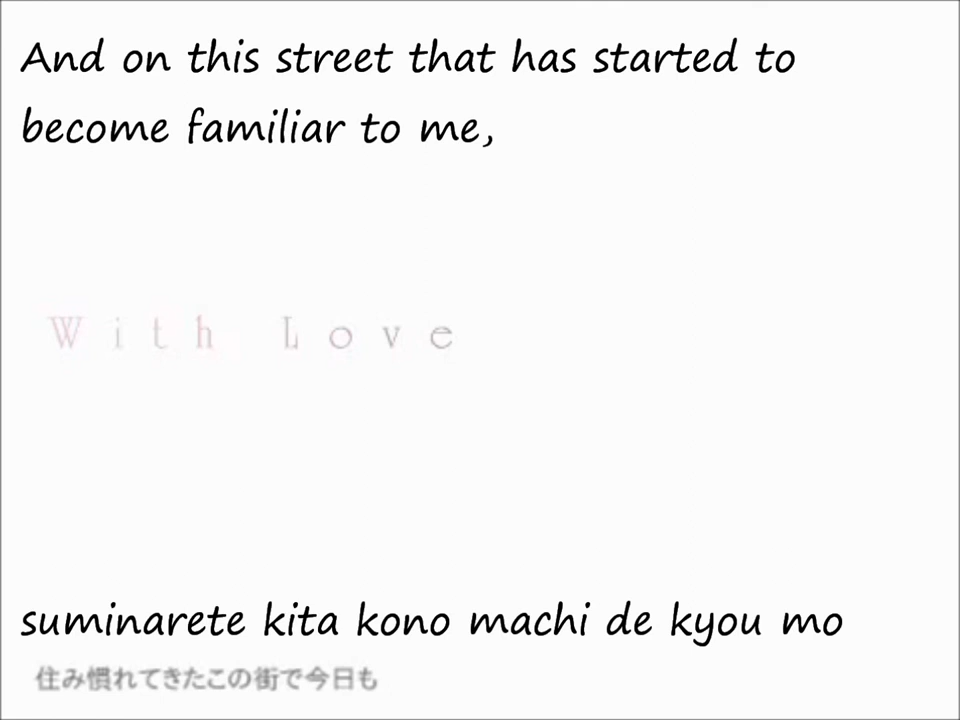 And on this street that has started to
become familiar to me,
With Love
suminarete kita kono machi de kyou mo
住み慣れてきたこの街で今日も